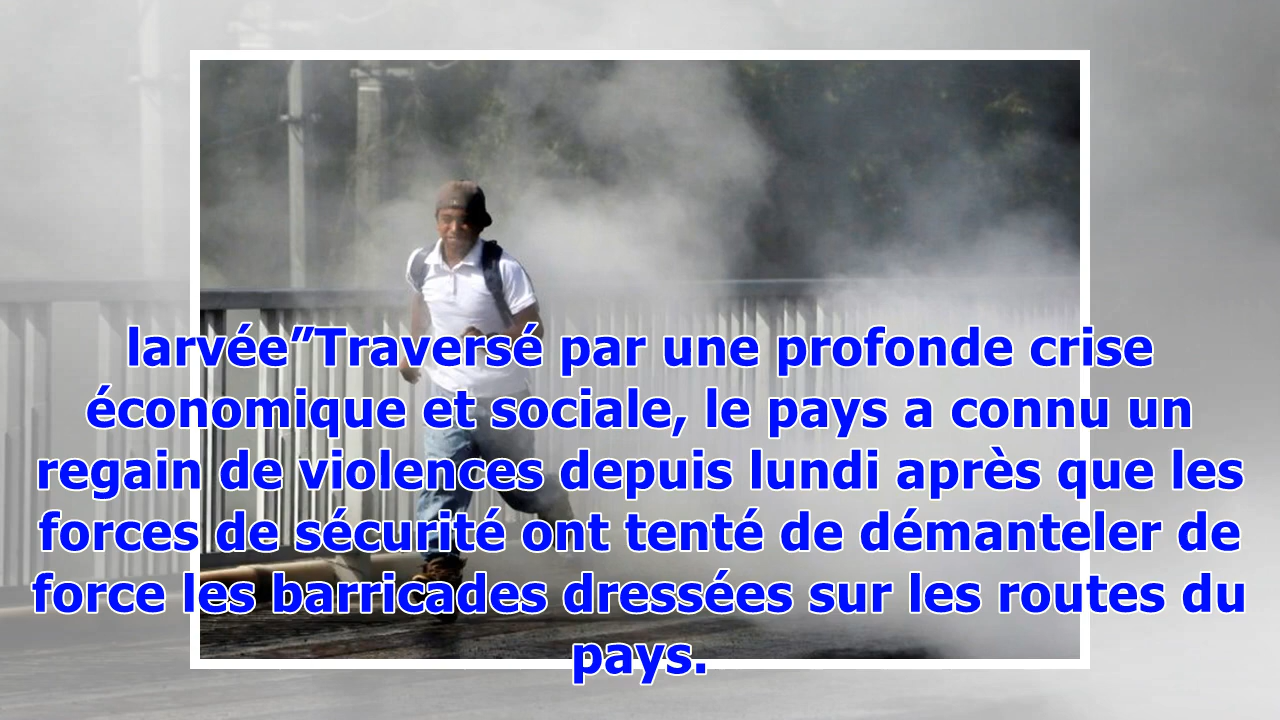 larvée”Traversé par une profonde crise
économique et sociale, le pays a connu un
regain de violences depuis lundi après que les
forces de sécurité ont tenté de démanteler de
force les barricades dressées sur les routes du
pays.